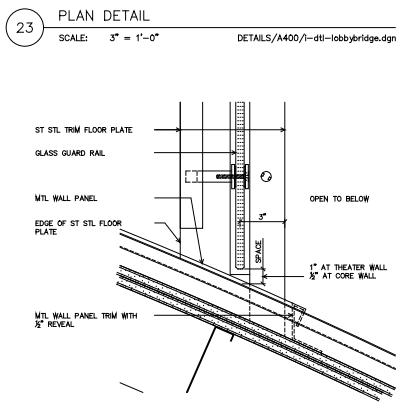 23
PLAN DETAIL
SCALE: 3" = 1'-0" DETAILS/A400/i-dtl-lobbybridge.dgn
ST STL TRIM FLOOR PLATE
GLASS GUARD RAIL
MTL WALL PANEL
OPEN TO BELOW
EDGE OF ST STL FLOOR
PLATE
3"
SPACE
1" AT THEATER WALL
½" AT CORE WALL
MTL WALL PANEL TRIM WITH
½" REVEAL